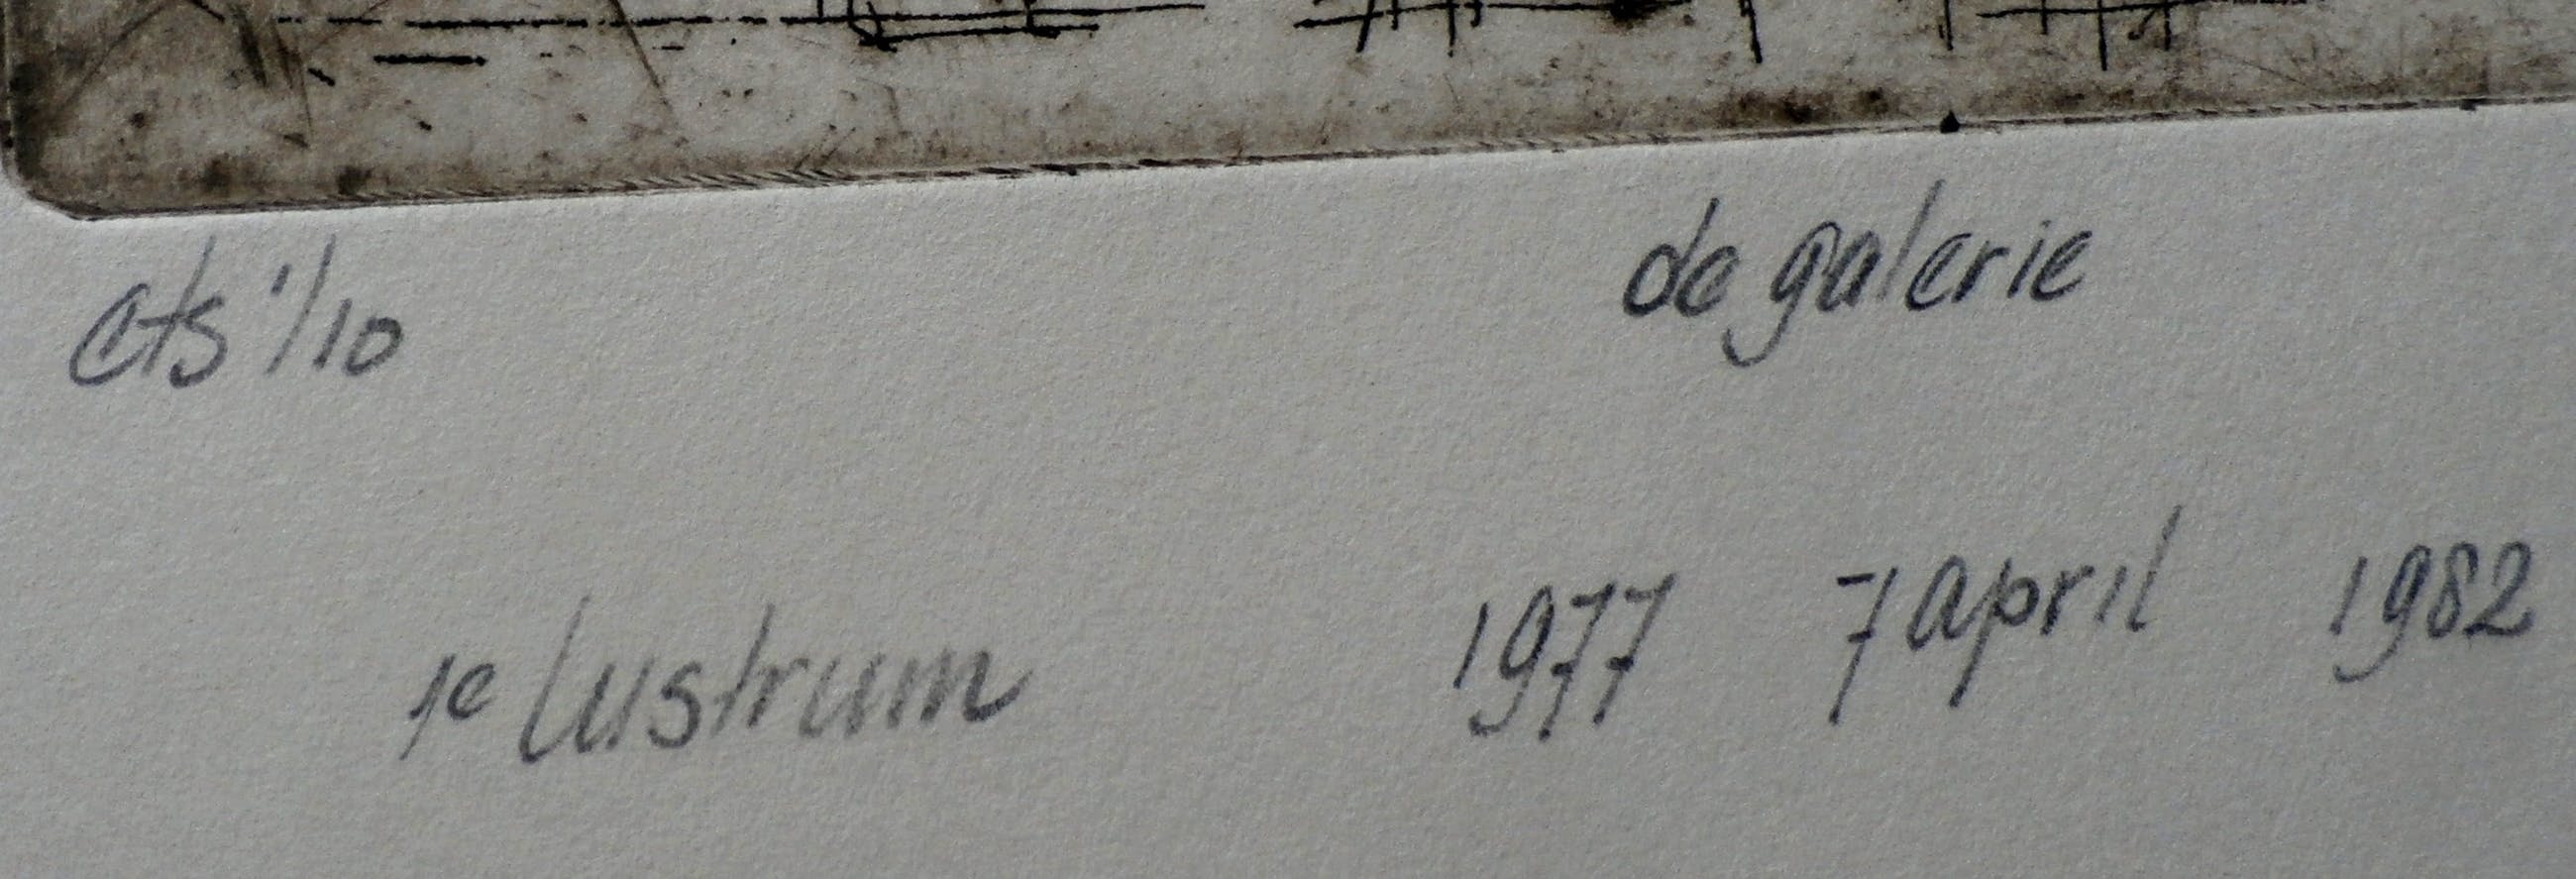 ets 1/10 de galerie
1e lustrum 1977 7 april 1982